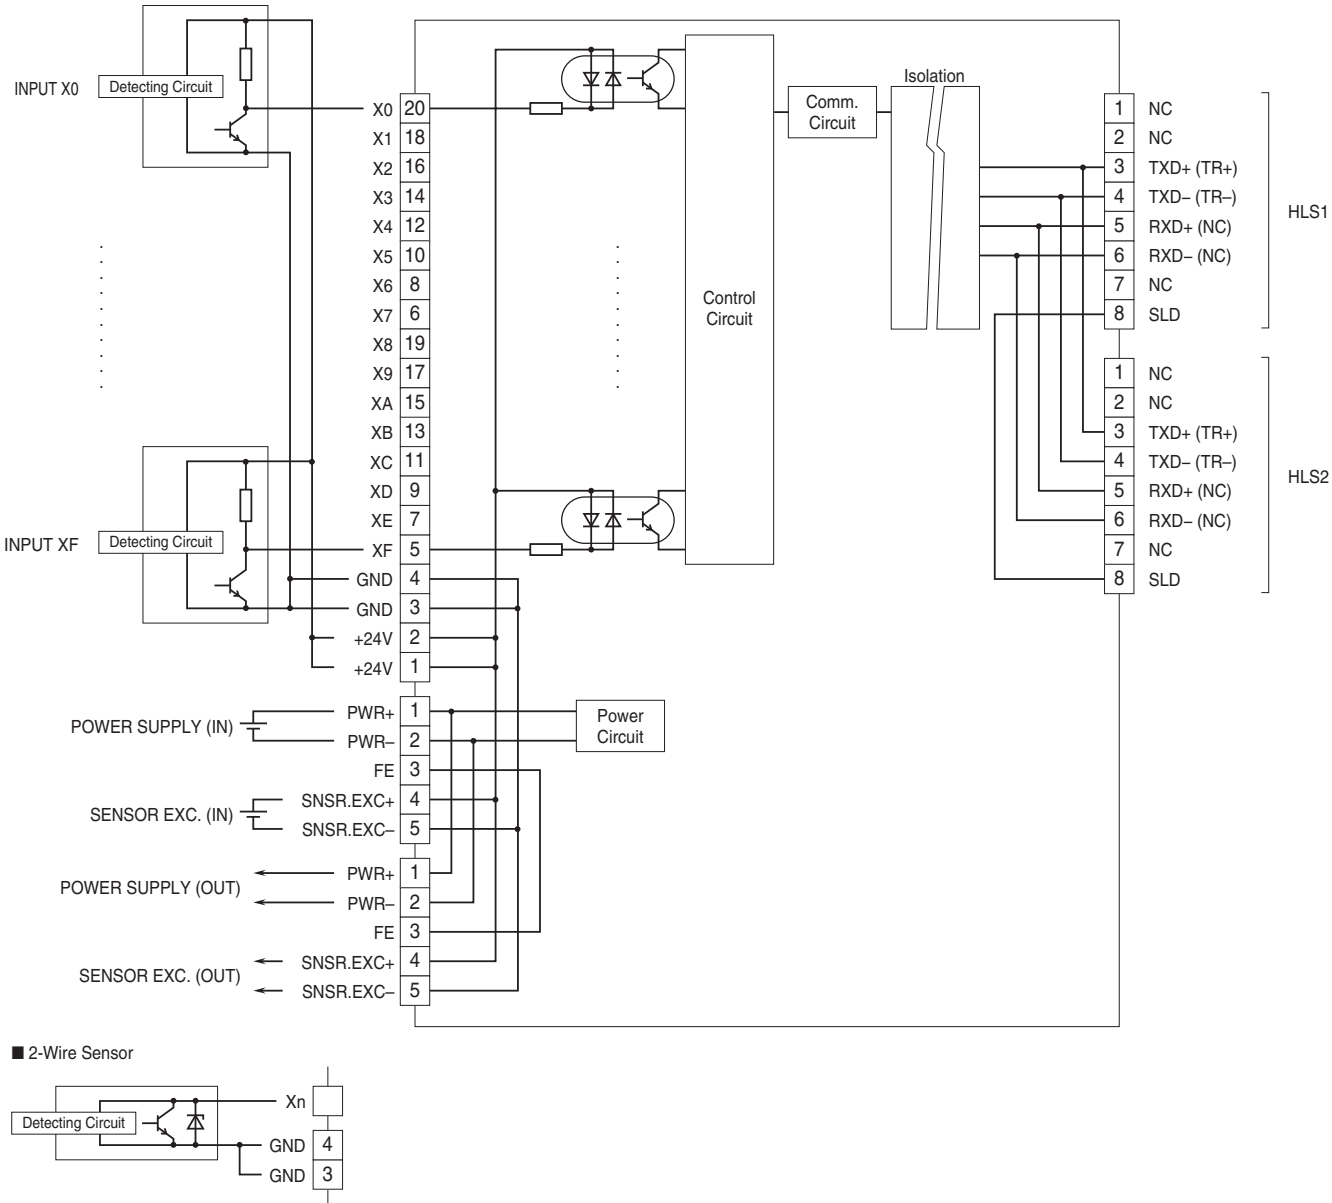 INPUT X0
Detecting Circuit
X0 20
X1 18
X2 16
X3 14
X4 12
X5 10
X6 8
X7 6
X8 19
X9 17
XA 15
XB 13
XC 11
XD 9
XE 7
INPUT XF
Detecting Circuit
XF 5
GND 4
GND 3
+24V 2
+24V 1
POWER SUPPLY (IN)
PWR+ 1
PWR– 2
FE 3
SENSOR EXC. (IN)
SNSR.EXC+ 4
SNSR.EXC– 5
POWER SUPPLY (OUT)
PWR+ 1
PWR– 2
FE 3
SENSOR EXC. (OUT)
SNSR.EXC+ 4
SNSR.EXC– 5
Control
Circuit
Power
Circuit
Comm.
Circuit
Isolation
1 NC
2 NC
3 TXD+ (TR+)
4 TXD– (TR–)
5 RXD+ (NC)
6 RXD– (NC)
7 NC
8 SLD
HLS1
1 NC
2 NC
3 TXD+ (TR+)
4 TXD– (TR–)
5 RXD+ (NC)
6 RXD– (NC)
7 NC
8 SLD
HLS2
■ 2-Wire Sensor
Detecting Circuit
Xn
GND 4
GND 3